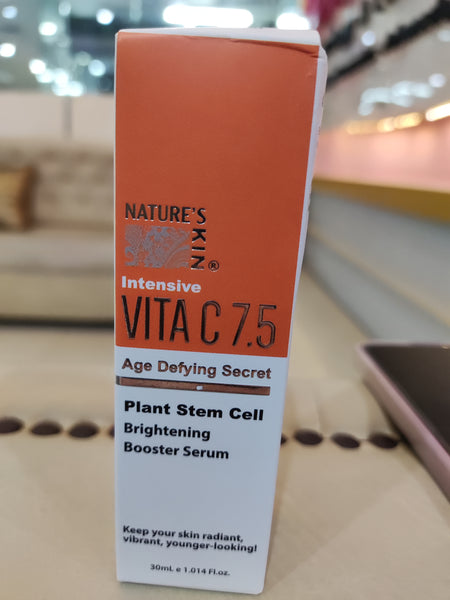 NATURE'S
SKIN®
Intensive
VITA C 7.5
Age Defying Secret
Plant Stem Cell
Brightening
Booster Serum
Keep your skin radiant,
vibrant, younger-looking!
30mL e 1.014 Fl.oz.